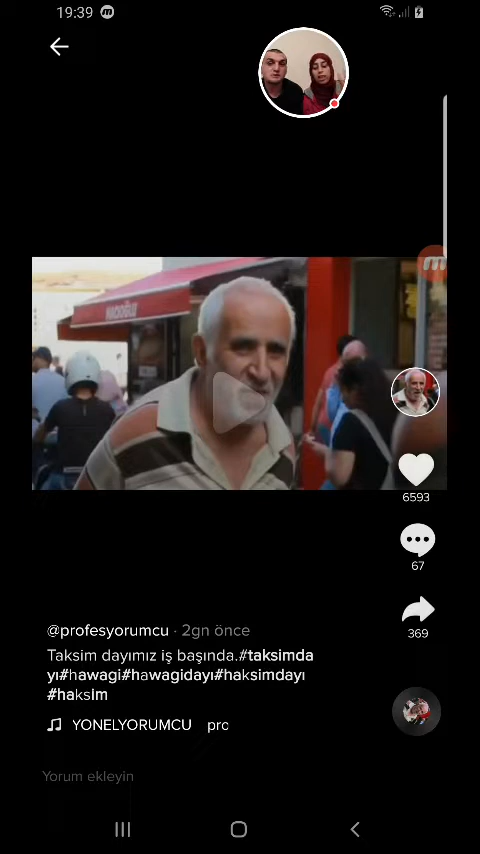 19:39
HACIOĞLU
6593
67
369
@profesyorumcu · 2gn önce
Taksim dayımız iş başında.#taksimda
yı#hawagi#hawagidayı#haksimdayı
#haksim
YONELYORUMCU prc
Yorum ekleyin